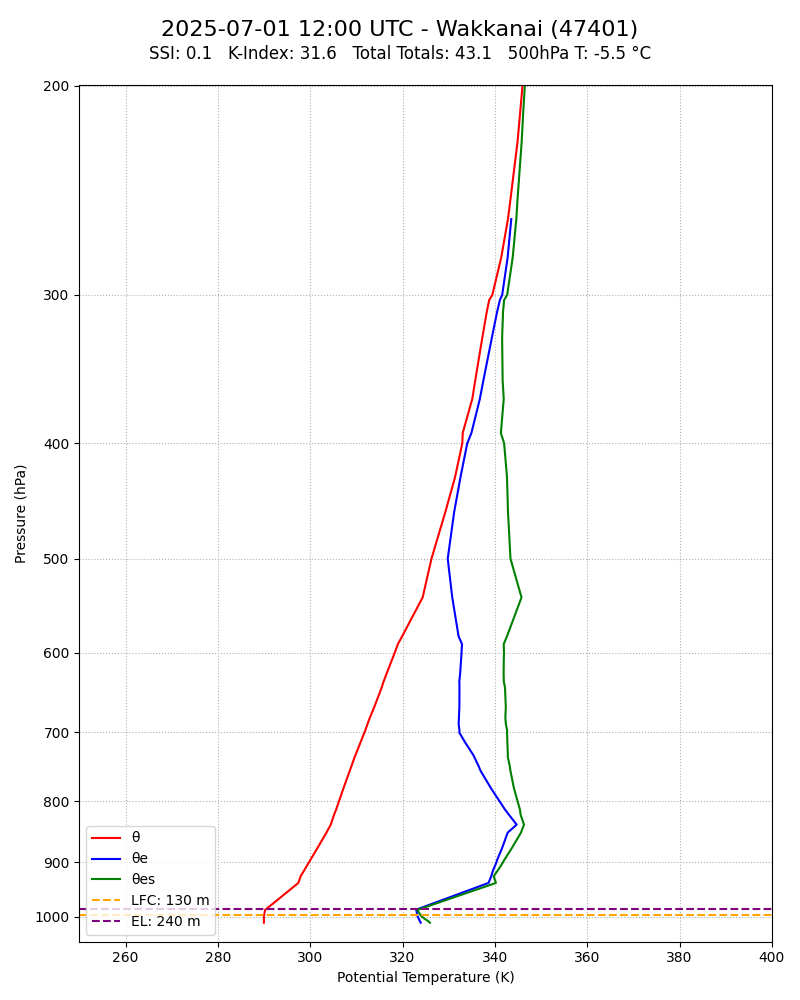 2025-07-01 12:00 UTC - Wakkanai (47401)
SSI: 0.1 K-Index: 31.6 Total Totals: 43.1 500hPa T: -5.5 °C
200
300
400
500
600
700
800
900
1000
Pressure (hPa)
θ
θe
θes
LFC: 130 m
EL: 240 m
260 280 300 320 340 360 380 400
Potential Temperature (K)